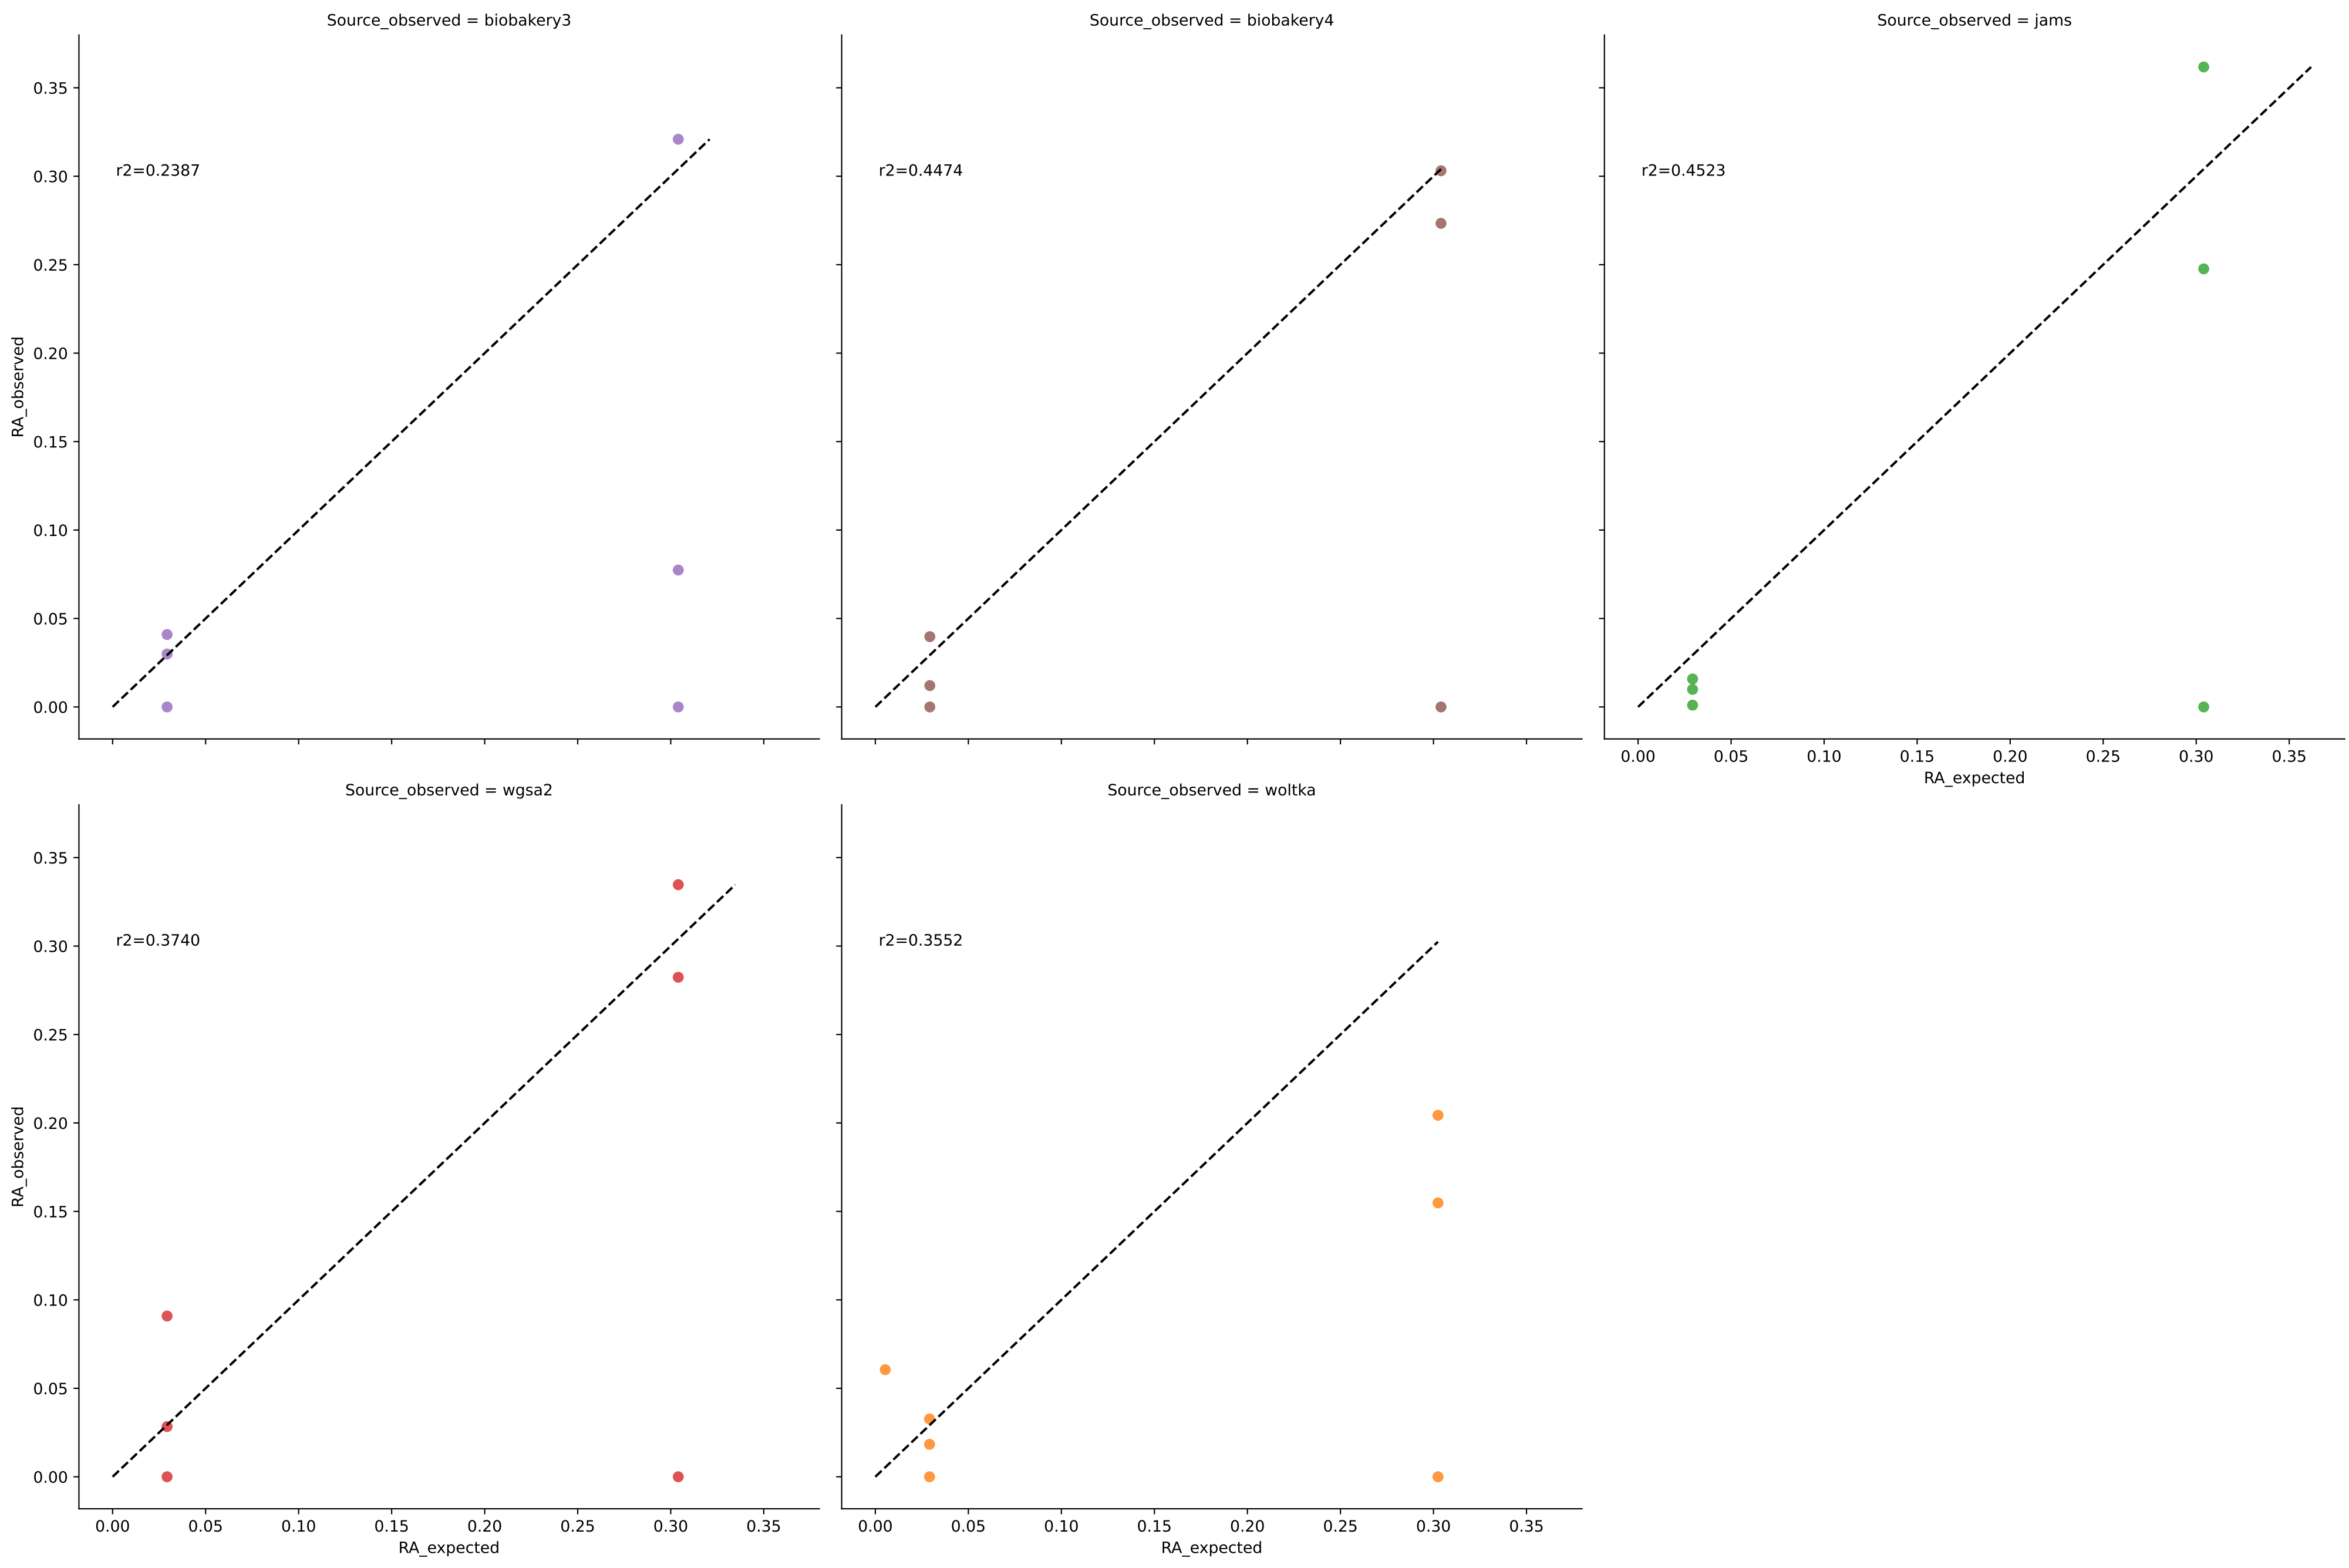 Source_observed = biobakery3
RA_observed
0.35
0.30
0.25
0.20
0.15
0.10
0.05
0.00
r2=0.2387
Source_observed = biobakery4
r2=0.4474
Source_observed = jams
r2=0.4523
0.00 0.05 0.10 0.15 0.20 0.25 0.30 0.35
RA_expected
Source_observed = wgsa2
RA_observed
0.35
0.30
0.25
0.20
0.15
0.10
0.05
0.00
r2=0.3740
0.00 0.05 0.10 0.15 0.20 0.25 0.30 0.35
RA_expected
Source_observed = woltka
r2=0.3552
0.00 0.05 0.10 0.15 0.20 0.25 0.30 0.35
RA_expected